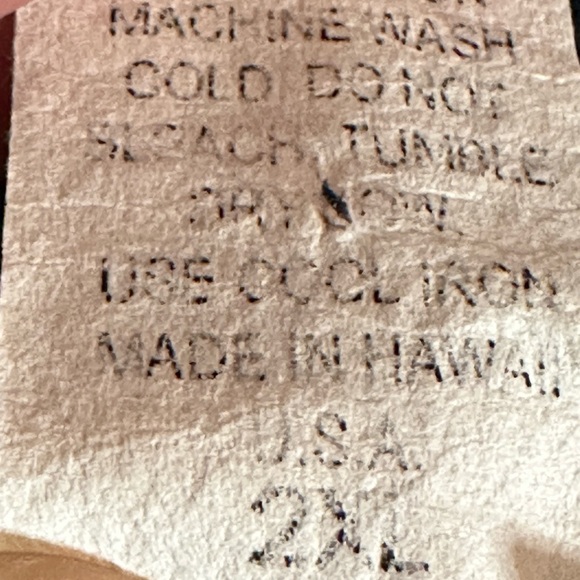 MACHINE WASH
COLD DO NOT
BLEACH, TUMBLE
DRY LOW,
USE COOL IRON
MADE IN HAWAII
U.S.A.
2XL